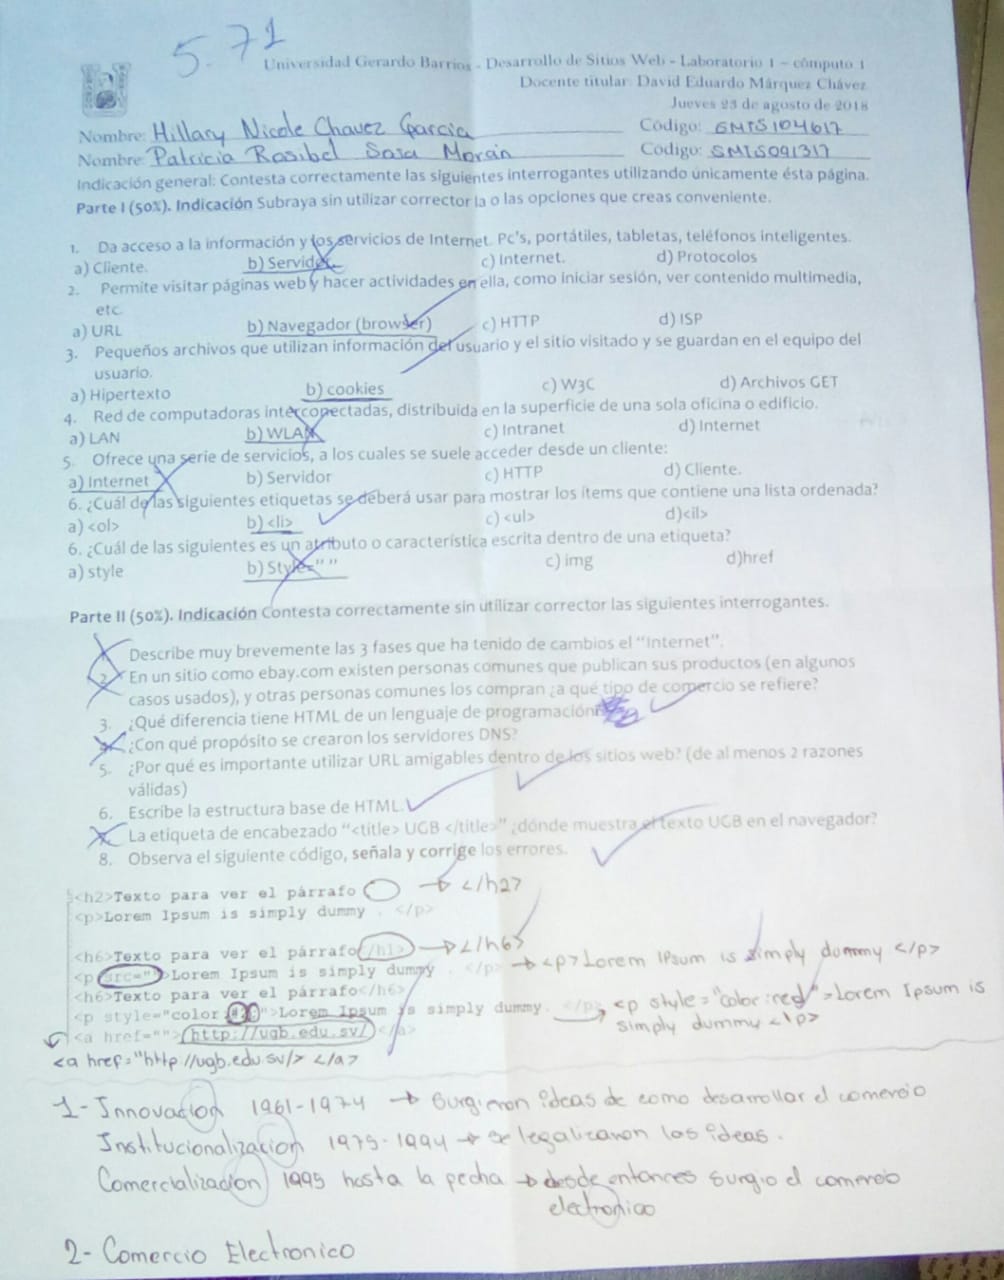 5.71
Universidad Gerardo Barrios - Desarrollo de Sitios Web - Laboratorio 1 – cómputo 1
Docente titular: David Eduardo Márquez Chávez
Jueves 23 de agosto de 2018
Nombre: Hillary Nicole Chavez Garcia Código: SMIS104617
Nombre: Patricia Rosibel Sosa Morán Código: SMIS091317
Indicación general: Contesta correctamente las siguientes interrogantes utilizando únicamente ésta página.
Parte I (50%). Indicación Subraya sin utilizar corrector la o las opciones que creas conveniente.
1. Da acceso a la información y los servicios de Internet. Pc's, portátiles, tabletas, teléfonos inteligentes.
a) Cliente. b) Servidor c) Internet. d) Protocolos
2. Permite visitar páginas web y hacer actividades en ella, como iniciar sesión, ver contenido multimedia,
etc.
a) URL b) Navegador (browser) c) HTTP d) ISP
3. Pequeños archivos que utilizan información del usuario y el sitio visitado y se guardan en el equipo del
usuario.
a) Hipertexto b) cookies c) W3C d) Archivos GET
4. Red de computadoras interconectadas, distribuida en la superficie de una sola oficina o edificio.
a) LAN b) WLAN c) Intranet d) Internet
5. Ofrece una serie de servicios, a los cuales se suele acceder desde un cliente:
a) Internet b) Servidor c) HTTP d) Cliente.
6. ¿Cuál de las siguientes etiquetas se deberá usar para mostrar los ítems que contiene una lista ordenada?
a) <ol> b) <li> c) <ul> d)<il>
6. ¿Cuál de las siguientes es un atributo o característica escrita dentro de una etiqueta?
a) style b) Style=" " c) img d)href
Parte II (50%). Indicación Contesta correctamente sin utilizar corrector las siguientes interrogantes.
Describe muy brevemente las 3 fases que ha tenido de cambios el "Internet".
2. En un sitio como ebay.com existen personas comunes que publican sus productos (en algunos
casos usados), y otras personas comunes los compran ¿a qué tipo de comercio se refiere?
3. ¿Qué diferencia tiene HTML de un lenguaje de programación?
¿Con qué propósito se crearon los servidores DNS?
5. ¿Por qué es importante utilizar URL amigables dentro de los sitios web? (de al menos 2 razones
válidas)
6. Escribe la estructura base de HTML.
La etiqueta de encabezado "<title> UGB </title>" ¿dónde muestra el texto UGB en el navegador?
8. Observa el siguiente código, señala y corrige los errores.
<h2>Texto para ver el párrafo → </h2>
<p>Lorem Ipsum is simply dummy . </p>
<h6>Texto para ver el párrafo</h1> → </h6>
<p src="">Lorem Ipsum is simply dummy . </p> → <p>Lorem Ipsum is simply dummy </p>
<h6>Texto para ver el párrafo</h6>
<p style="color ">Lorem Ipsum is simply dummy. </p> <p style="color:red">Lorem Ipsum is
simply dummy <\p>
<a href="">http://ugb.edu.sv/</a>
<a href="http //ugb.edu.sv/> </a>
1- Innovacion 1961-1974 → Surgieron ideas de como desarrollar el comercio
Institucionalizacion 1975-1994 → se legalizaron las ideas.
Comercializacion 1995 hasta la fecha → desde entonces surgio el comercio
electronico
2- Comercio Electronico